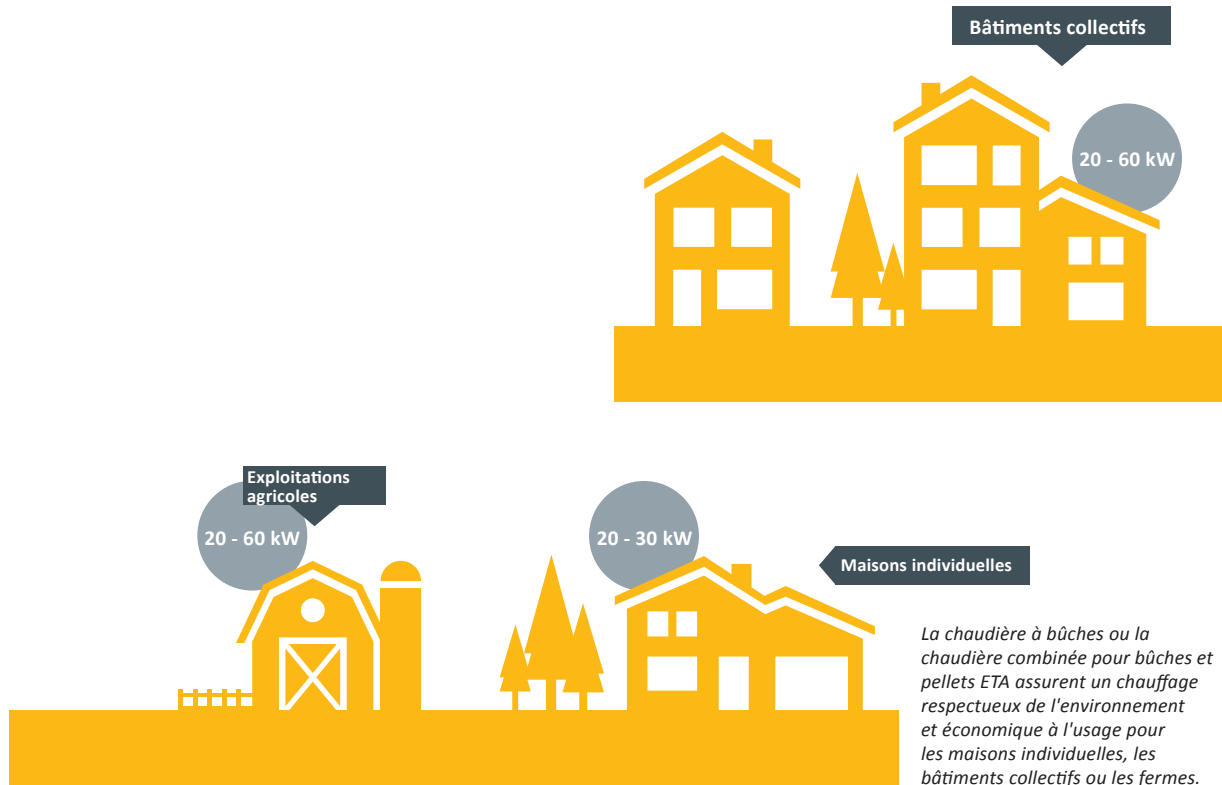 Bâtiments collectifs
20 - 60 kW
Exploitations
agricoles
20 - 60 kW
20 - 30 kW
Maisons individuelles
La chaudière à bûches ou la
chaudière combinée pour bûches et
pellets ETA assurent un chauffage
respectueux de l'environnement
et économique à l'usage pour
les maisons individuelles, les
bâtiments collectifs ou les fermes.